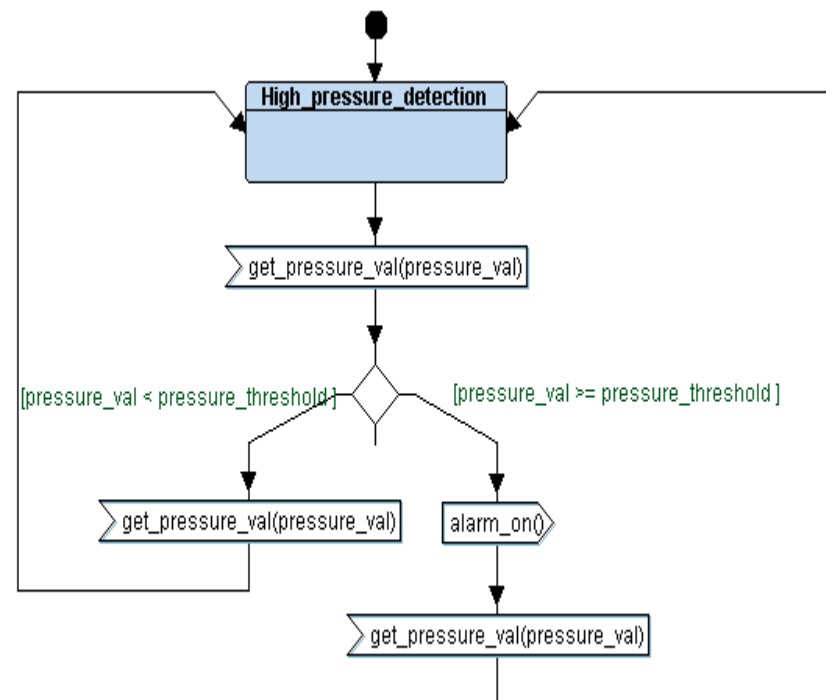 High_pressure_detection
get_pressure_val(pressure_val)
[pressure_val < pressure_threshold ]
[pressure_val >= pressure_threshold ]
get_pressure_val(pressure_val)
alarm_on()
get_pressure_val(pressure_val)